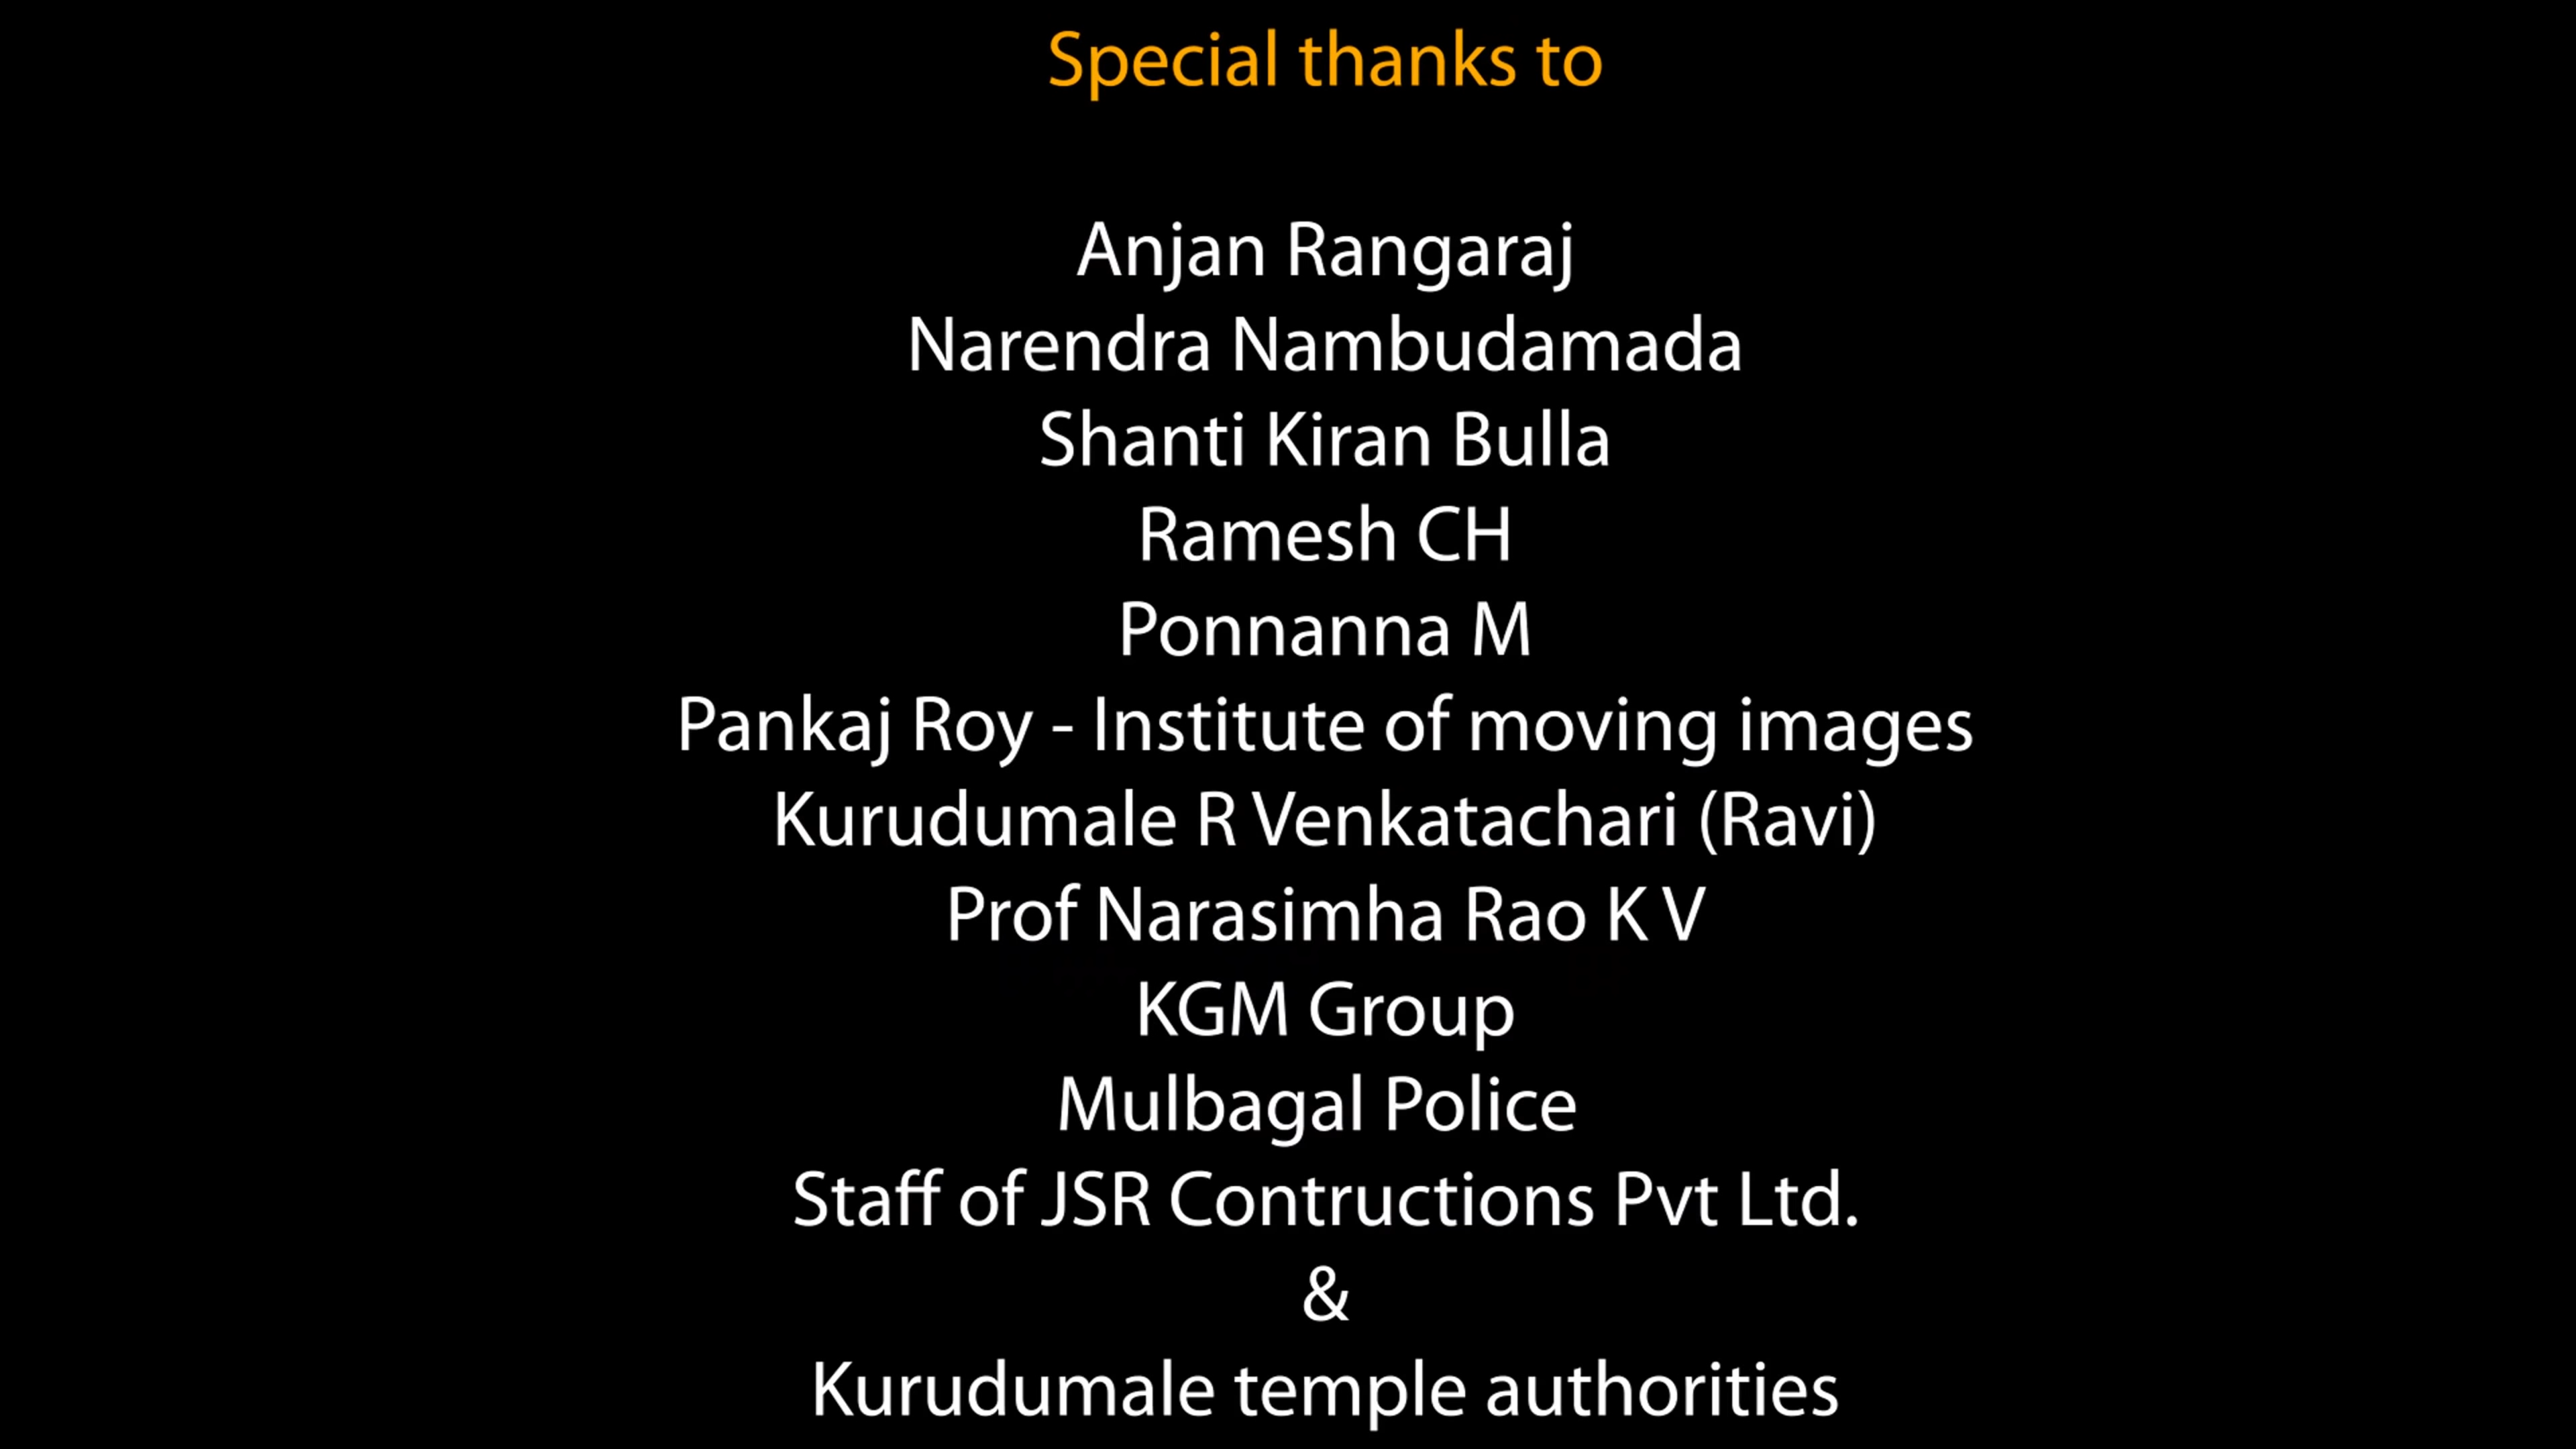 Special thanks to
Anjan Rangaraj
Narendra Nambudamada
Shanti Kiran Bulla
Ramesh CH
Ponnanna M
Pankaj Roy - Institute of moving images
Kurudumale R Venkatachari (Ravi)
Prof Narasimha Rao K V
KGM Group
Mulbagal Police
Staff of JSR Contructions Pvt Ltd.
&
Kurudumale temple authorities